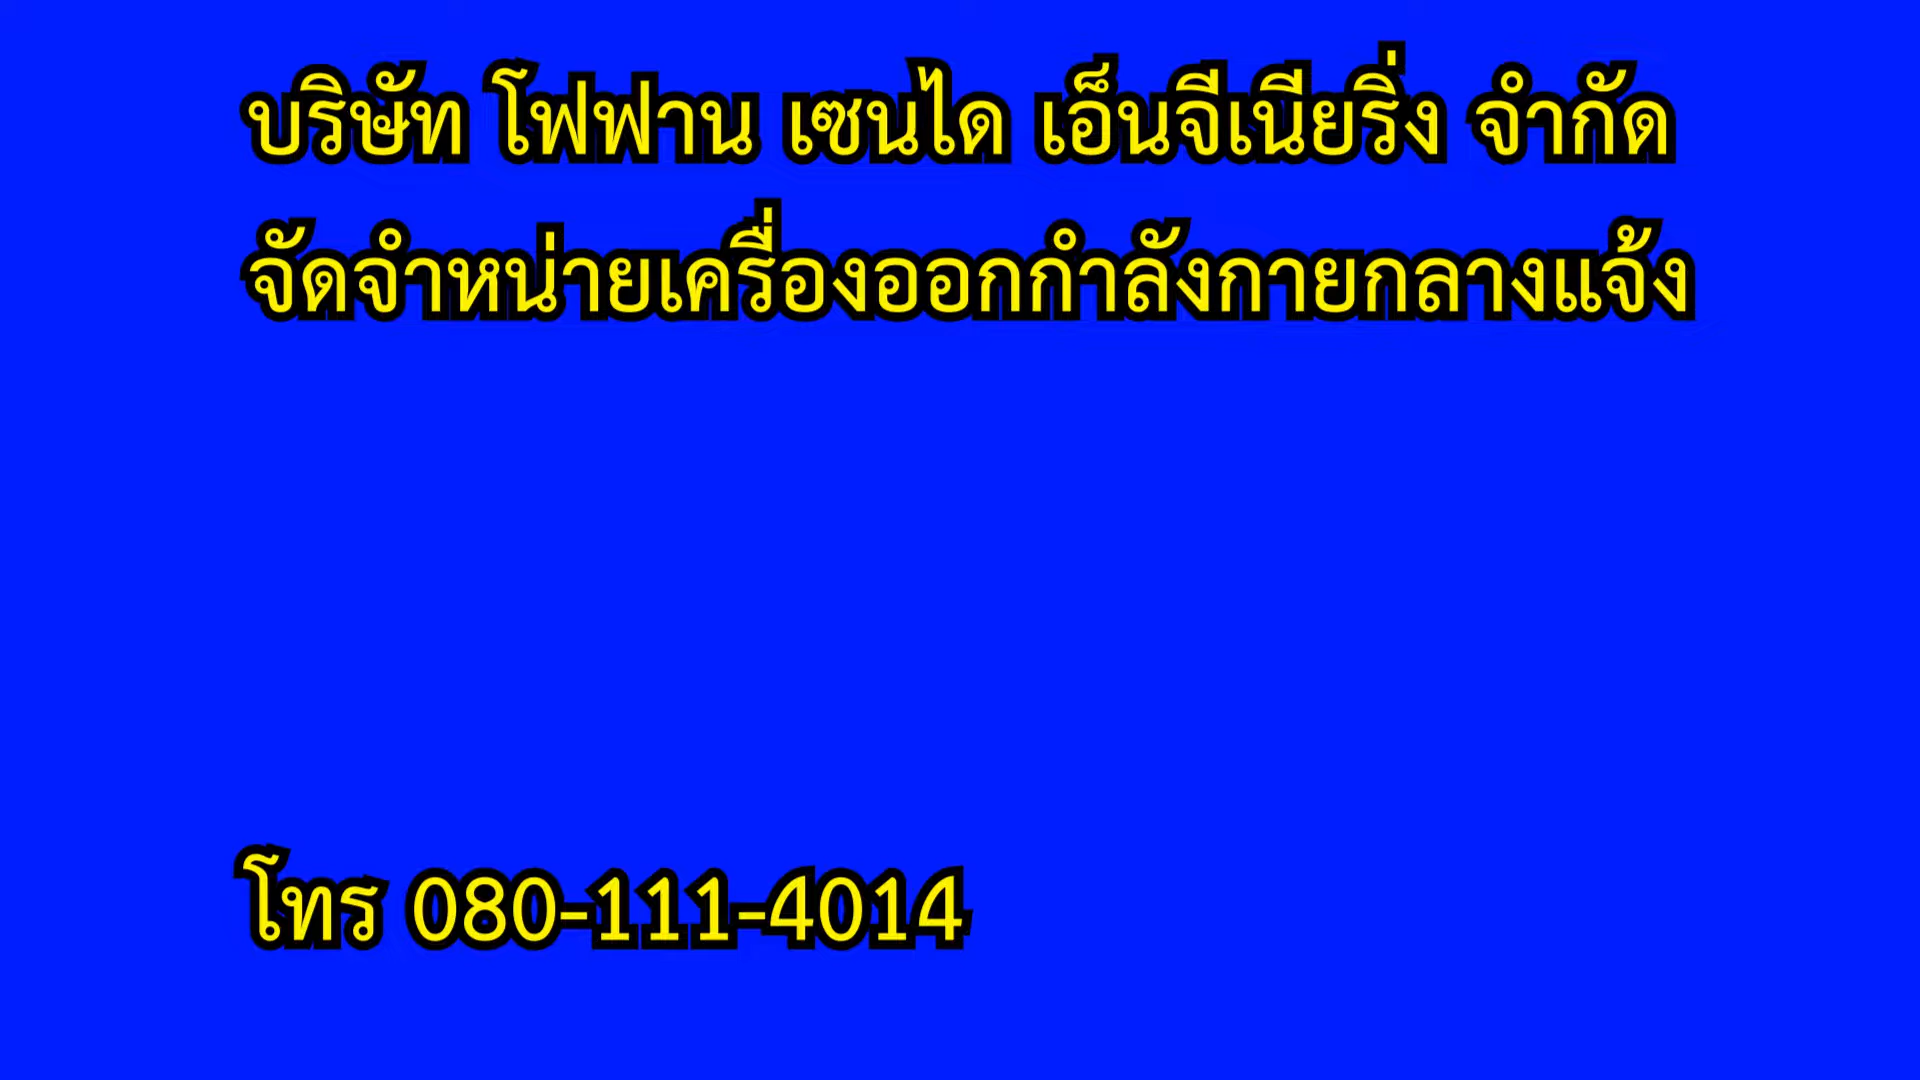 บริษัท โฟฟาน เซนได เอ็นจีเนียริ่ง จำกัด
จัดจำหน่ายเครื่องออกกำลังกายกลางแจ้ง
โทร 080-111-4014